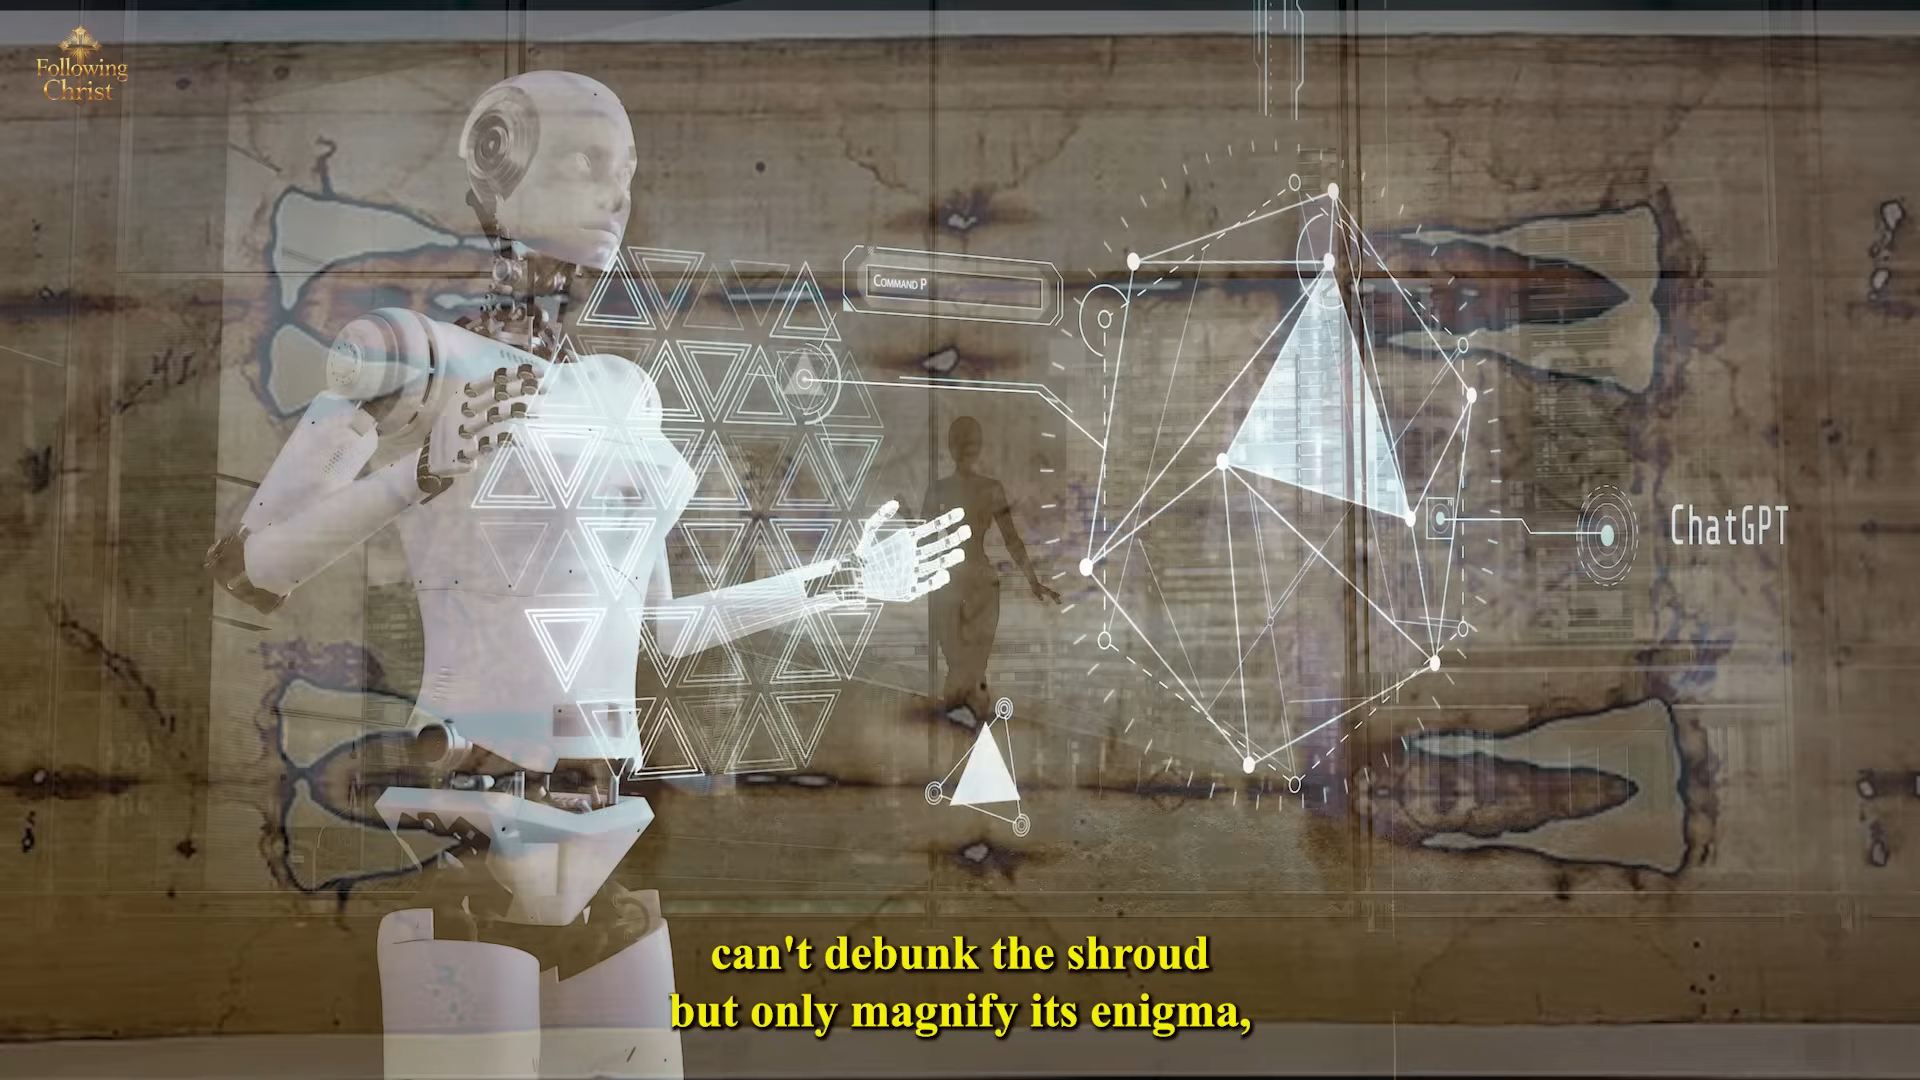 Following
Christ
COMMAND P
ChatGPT
can't debunk the shroud
but only magnify its enigma,